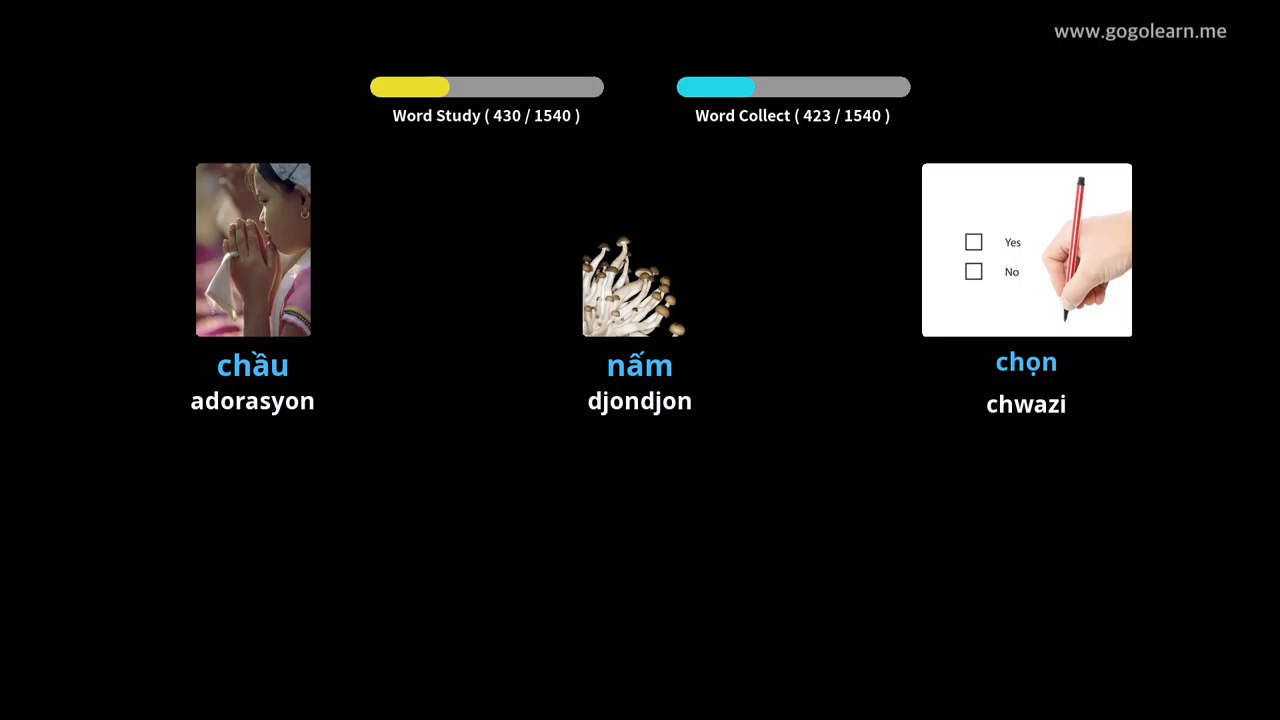 www.gogolearn.me
Word Study ( 430 / 1540 )
Word Collect ( 423 / 1540 )
Yes
No
chầu
nấm
chọn
adorasyon
djondjon
chwazi